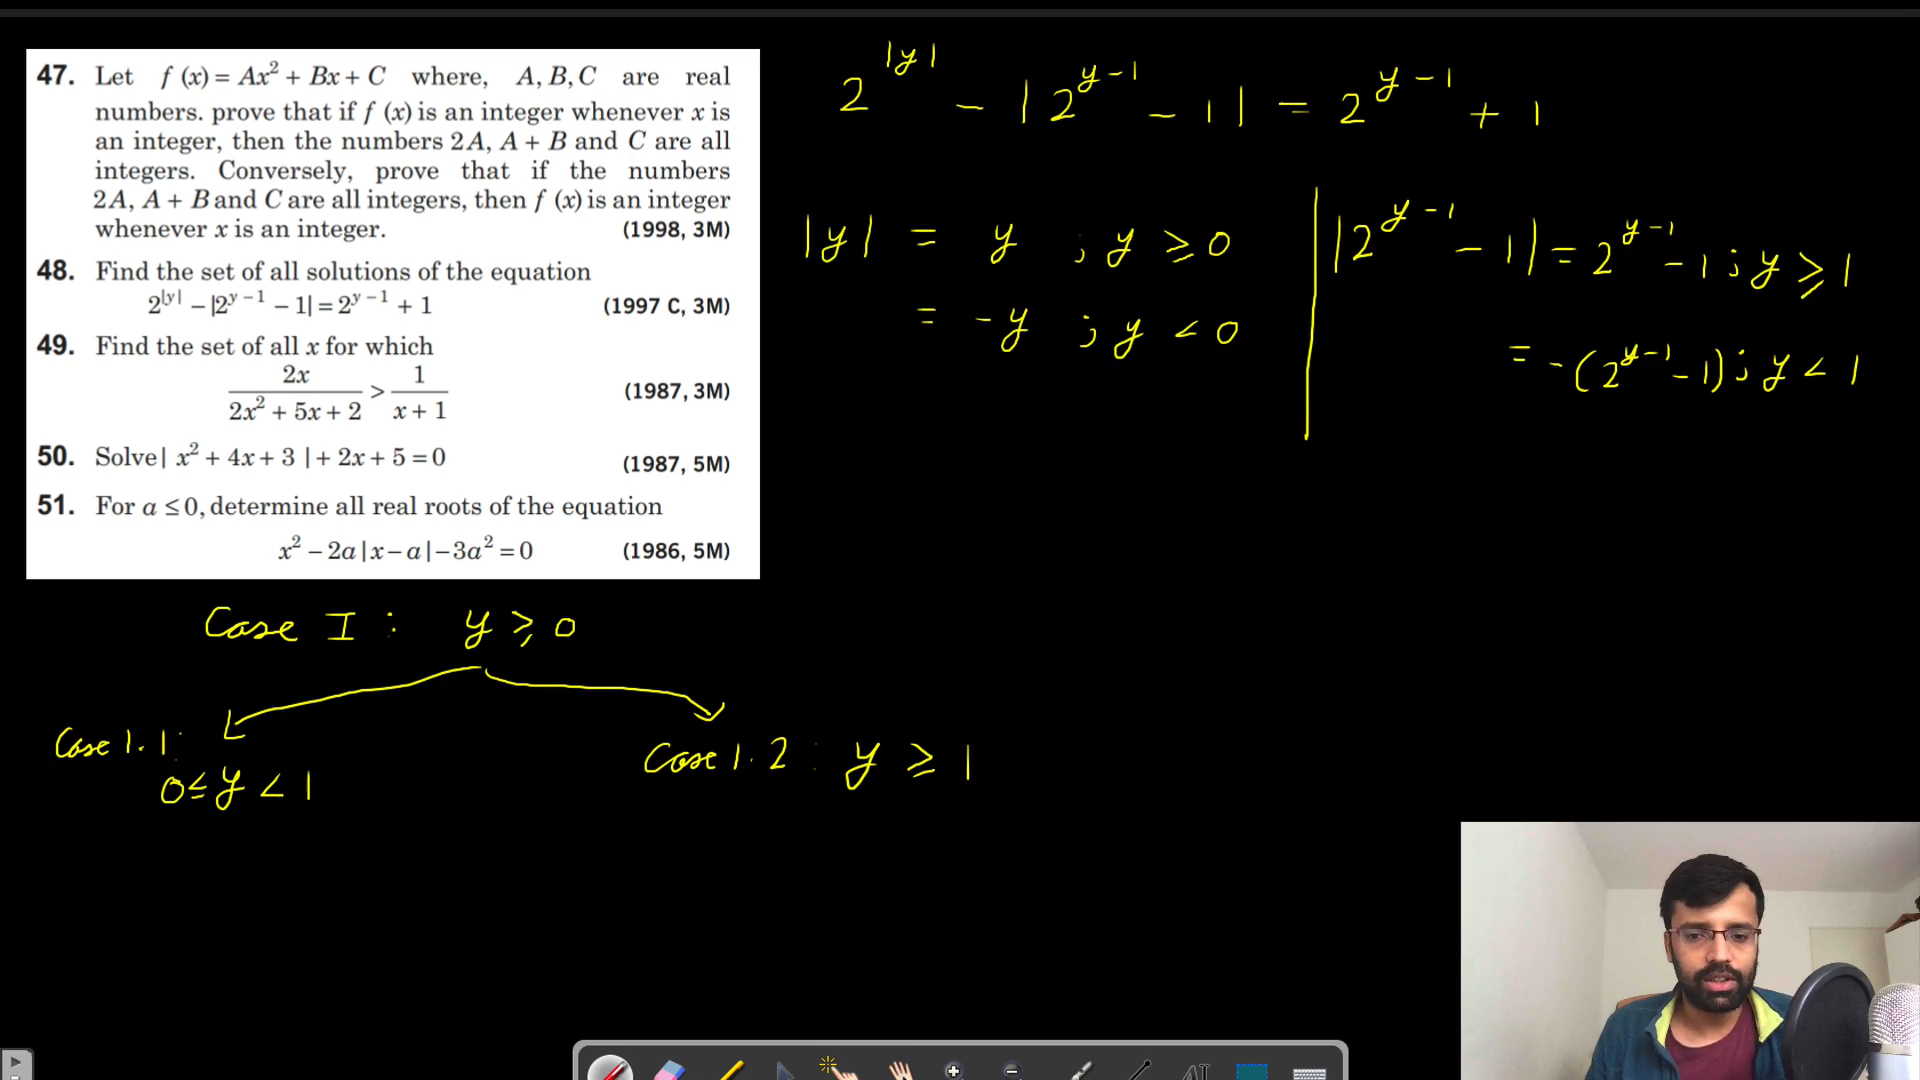 47. Let f (x) = Ax² + Bx + C where, A, B, C are real
numbers. prove that if f (x) is an integer whenever x is
an integer, then the numbers 2A, A + B and C are all
integers. Conversely, prove that if the numbers
2A, A + B and C are all integers, then f (x) is an integer
whenever x is an integer. (1998, 3M)
48. Find the set of all solutions of the equation
2^|y| − |2^(y−1) − 1| = 2^(y−1) + 1 (1997 C, 3M)
49. Find the set of all x for which
2x/(2x² + 5x + 2) > 1/(x + 1) (1987, 3M)
50. Solve | x² + 4x + 3 | + 2x + 5 = 0 (1987, 5M)
51. For a ≤ 0, determine all real roots of the equation
x² − 2a|x − a| − 3a² = 0 (1986, 5M)
2^|y| − |2^(y−1) − 1| = 2^(y−1) + 1
|y| = y ; y ≥ 0
= −y ; y < 0
|2^(y−1) − 1| = 2^(y−1) − 1 ; y ≥ 1
= −(2^(y−1) − 1) ; y < 1
Case I : y ≥ 0
Case 1.1:
0 ≤ y < 1
Case 1.2 : y ≥ 1